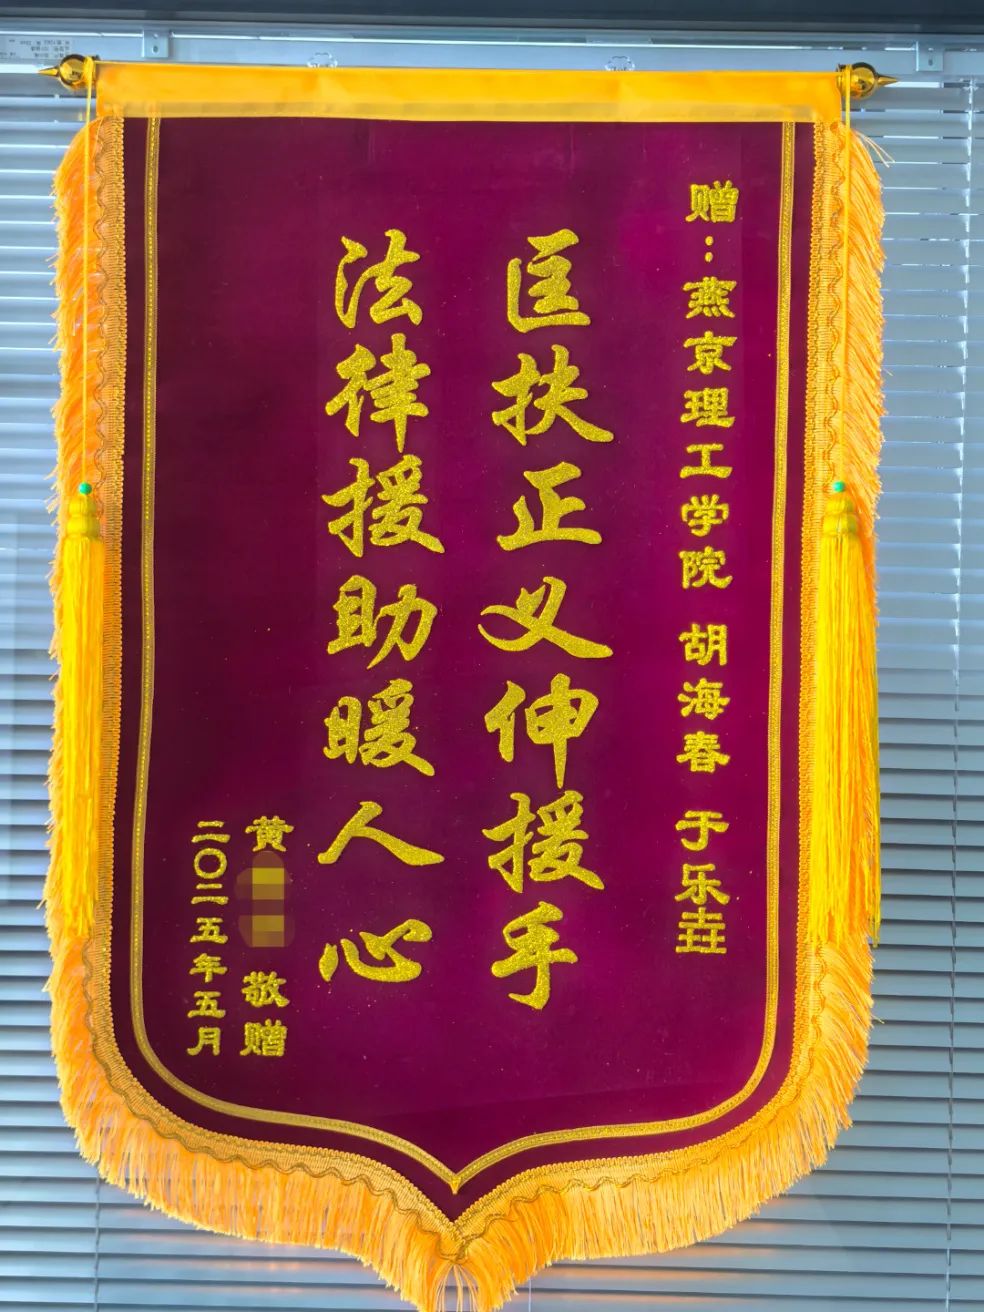 赠：燕京理工学院 胡海春 于乐垚
匡扶正义伸援手
法律援助暖人心
黄 敬赠
二〇二五年五月